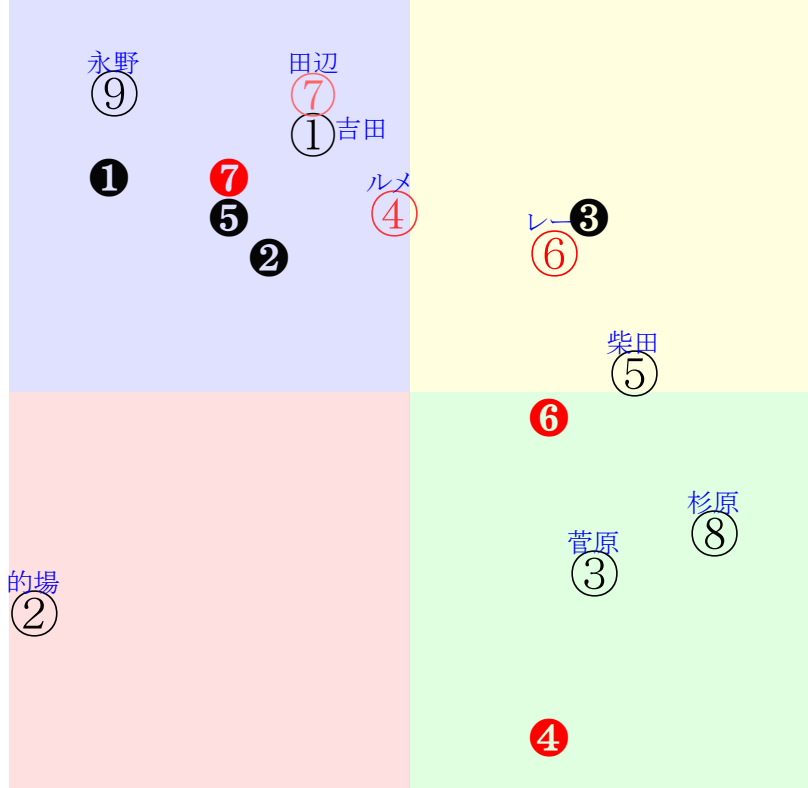 永野
⑨
田辺
⑦
①吉田
❶
❼
ルメ
④
❺
❸
レー
⑥
❷
柴田
⑤
❻
杉原
⑧
菅原
③
的場
②
❹